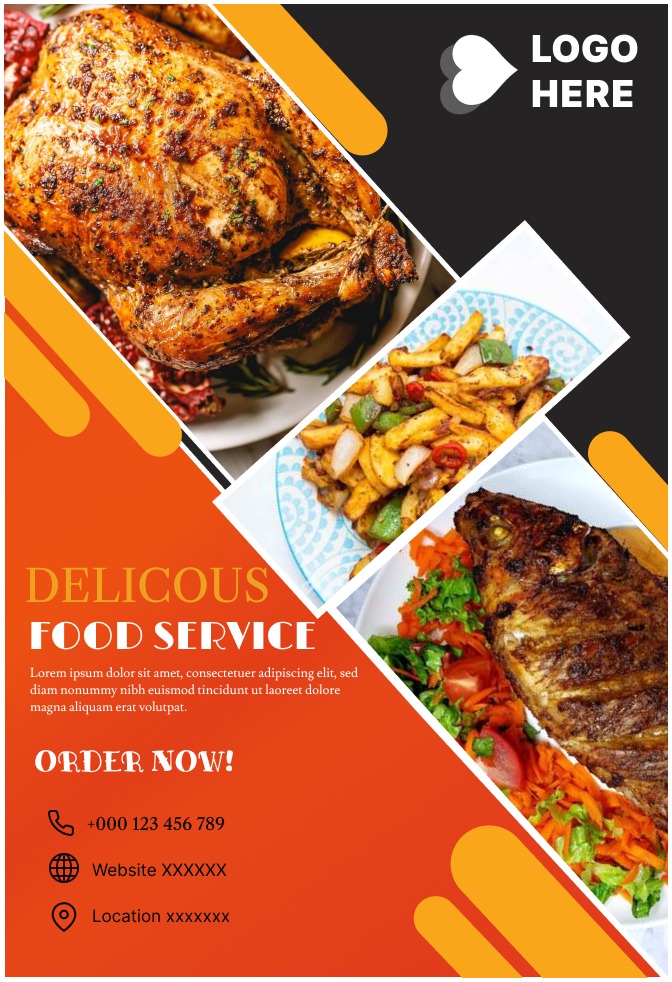 LOGO
HERE
DELICOUS
FOOD SERVICE
Lorem ipsum dolor sit amet, consectetuer adipiscing elit, sed
diam nonummy nibh euismod tincidunt ut laoreet dolore
magna aliquam erat volutpat.
ORDER NOW!
+000 123 456 789
Website XXXXXX
Location xxxxxxx